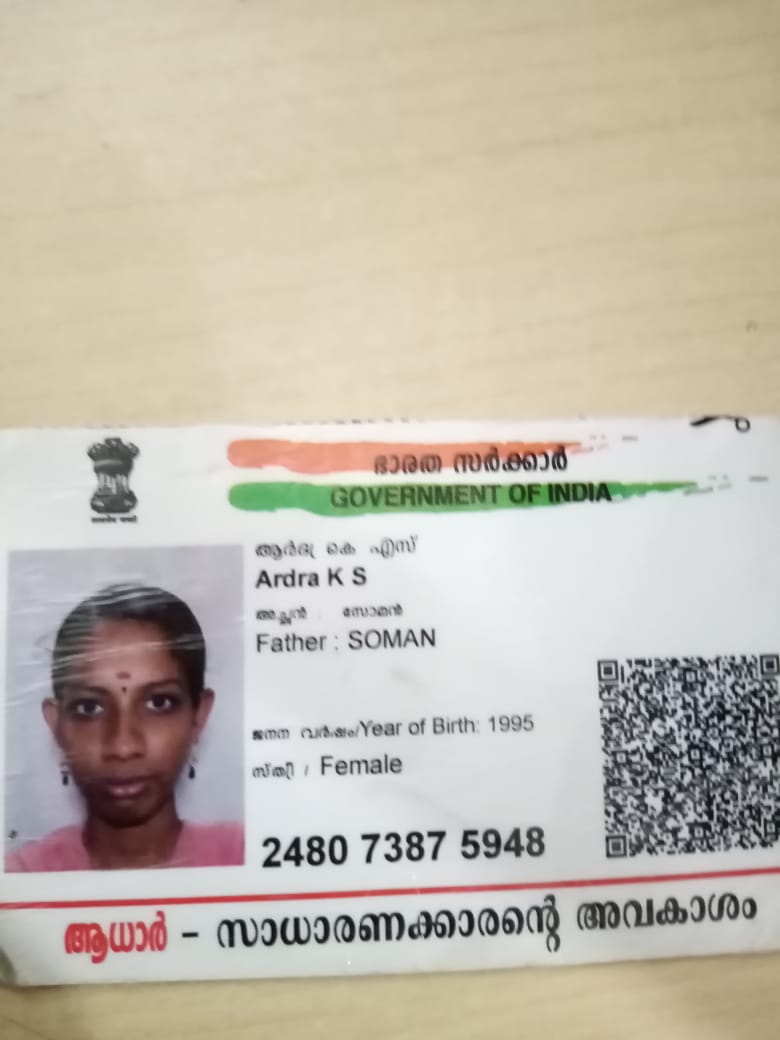 ഭാരത സർക്കാർ
GOVERNMENT OF INDIA
ആർദ്ര കെ എസ്
Ardra K S
അച്ഛൻ : സോമൻ
Father : SOMAN
ജനന വർഷം/Year of Birth: 1995
സ്ത്രീ / Female
2480 7387 5948
ആധാർ – സാധാരണക്കാരന്റെ അവകാശം